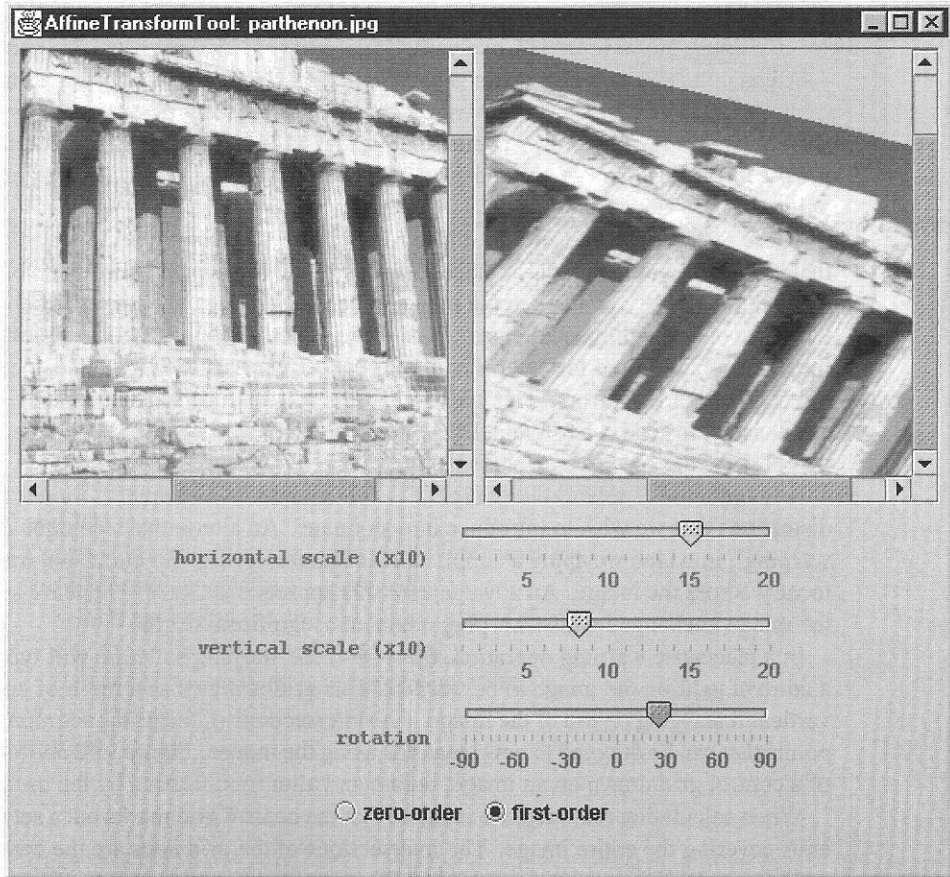 AffineTransformTool: parthenon.jpg
horizontal scale (x10)
5 10 15 20
vertical scale (x10)
5 10 15 20
rotation
-90 -60 -30 0 30 60 90
zero-order first-order